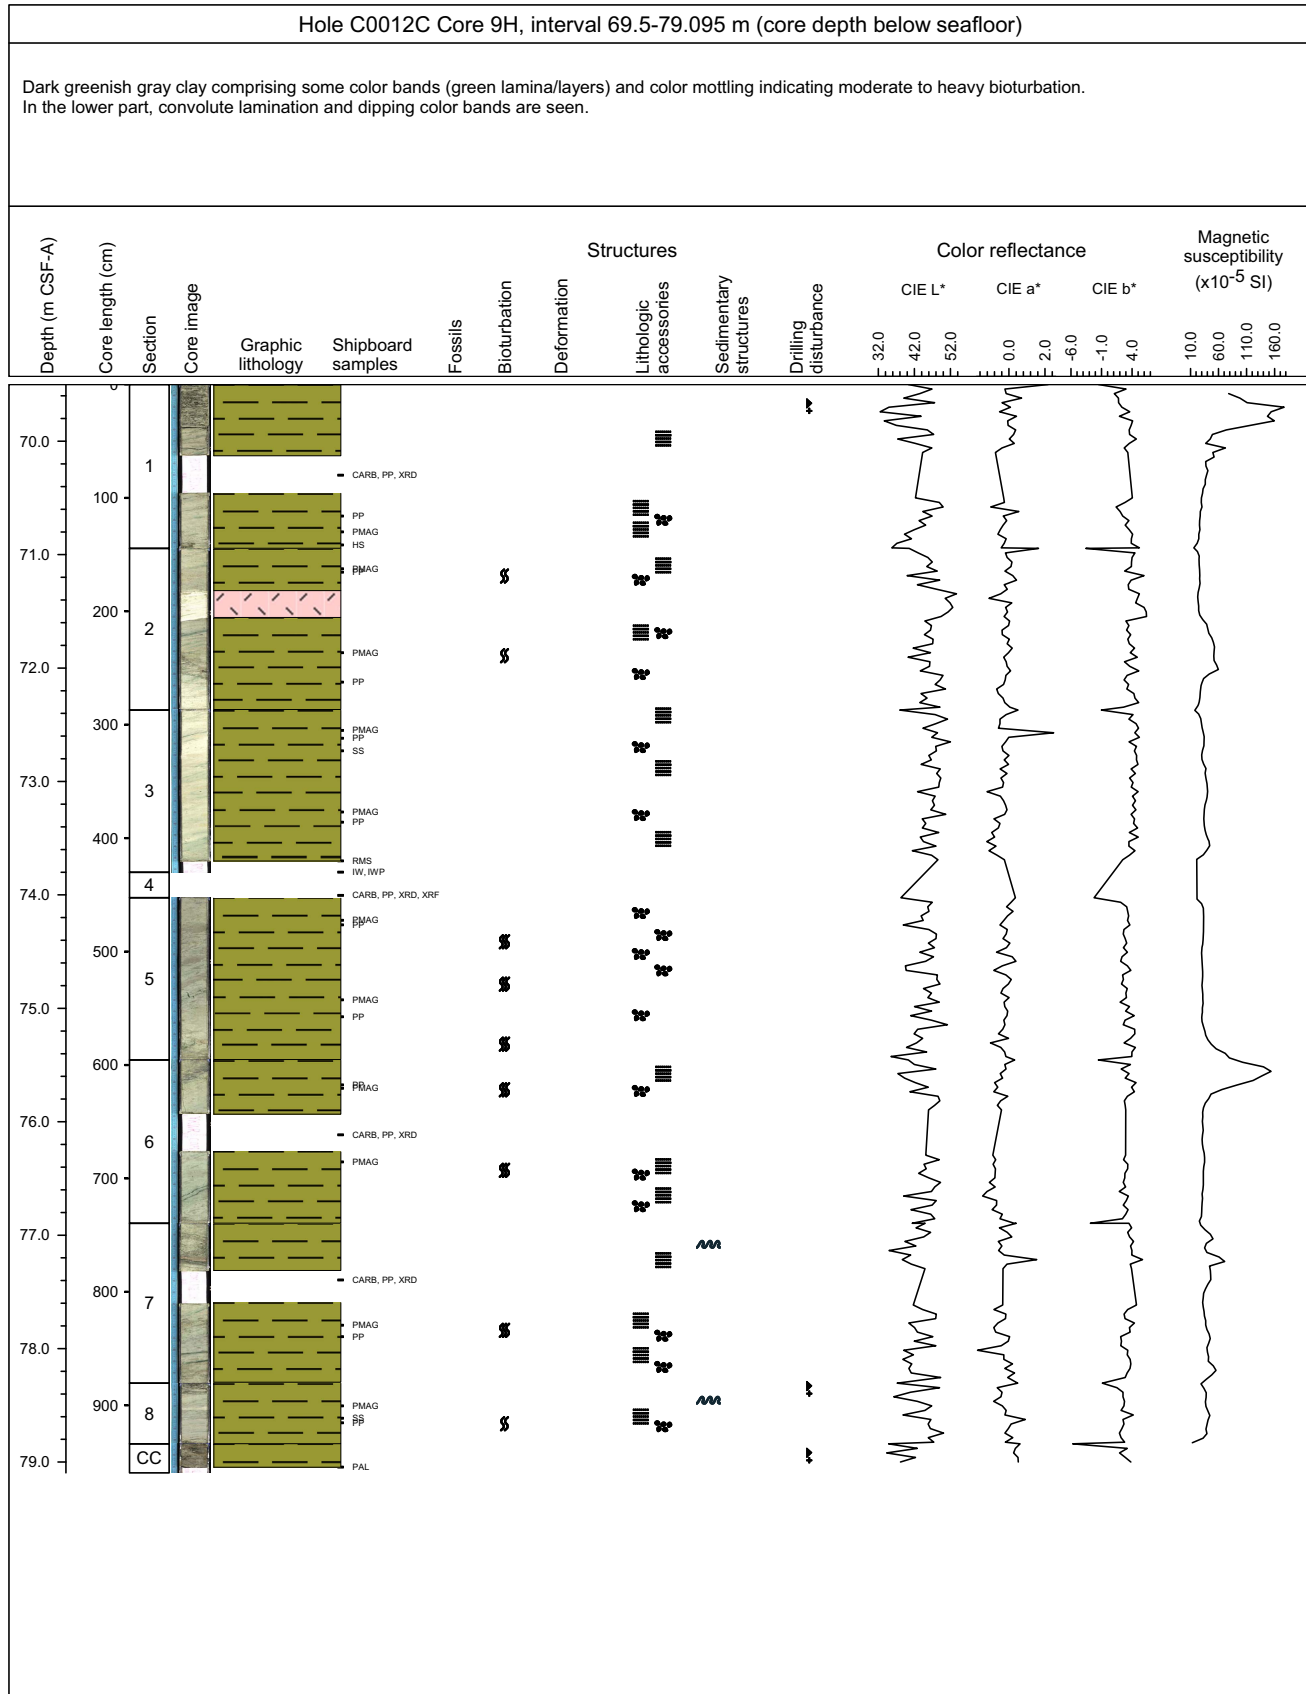 Hole C0012C Core 9H, interval 69.5-79.095 m (core depth below seafloor)
Dark greenish gray clay comprising some color bands (green lamina/layers) and color mottling indicating moderate to heavy bioturbation.
In the lower part, convolute lamination and dipping color bands are seen.
Depth (m CSF-A)
Core length (cm)
Section
Core image
Graphic
lithology
Shipboard
samples
Fossils
Structures
Bioturbation
Deformation
Lithologic
accessories
Sedimentary
structures
Drilling
disturbance
Color reflectance
CIE L*
32.0 42.0 52.0
CIE a*
0.0 2.0
CIE b*
-6.0 -1.0 4.0
Magnetic
susceptibility
(x10-5 SI)
10.0 60.0 110.0 160.0
0
70.0
1
CARB, PP, XRD
100
PP
PMAG
HS
71.0
PMAG
PP
200
2
PMAG
72.0
PP
300
PMAG
PP
SS
73.0
3
PMAG
PP
400
RMS
IW, IWP
4
74.0
CARB, PP, XRD, XRF
PMAG
PP
500
5
PMAG
75.0
PP
600
PP
PMAG
76.0
CARB, PP, XRD
6
PMAG
700
77.0
CARB, PP, XRD
800
7
PMAG
PP
78.0
900
PMAG
8
SS
PP
CC
79.0
PAL